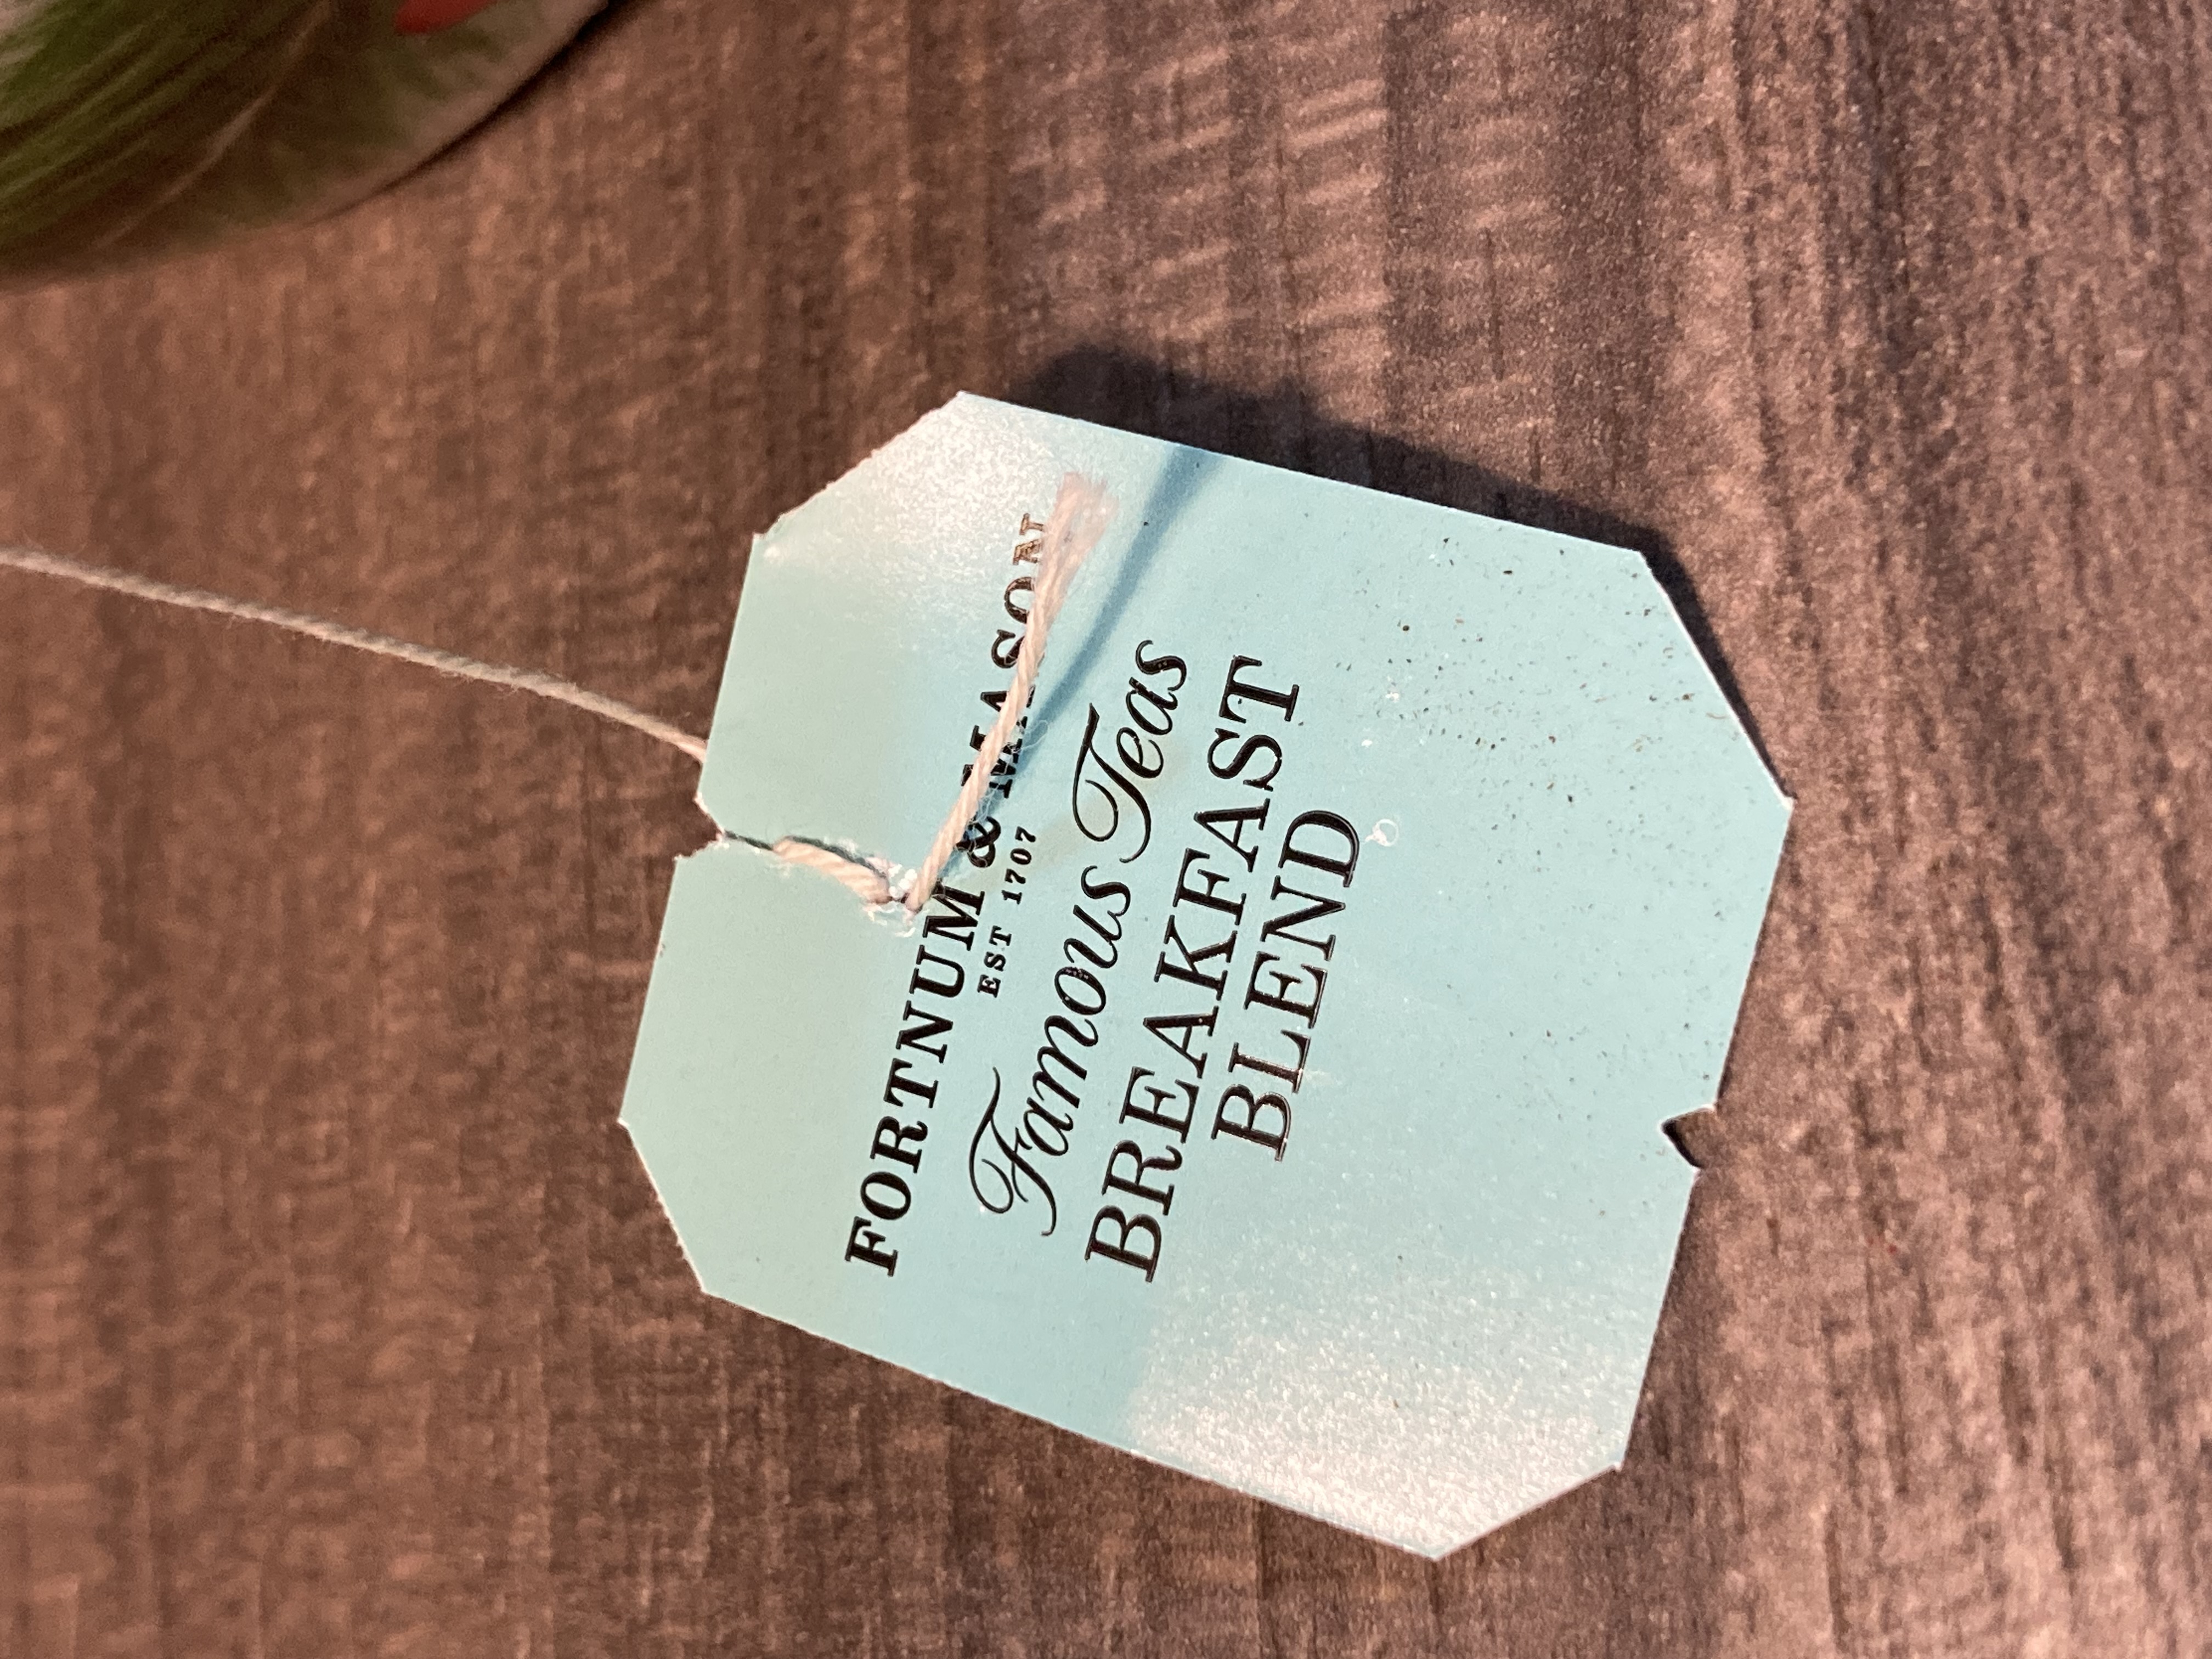 FORTNUM & MASON
EST 1707
Famous Teas
BREAKFAST
BLEND